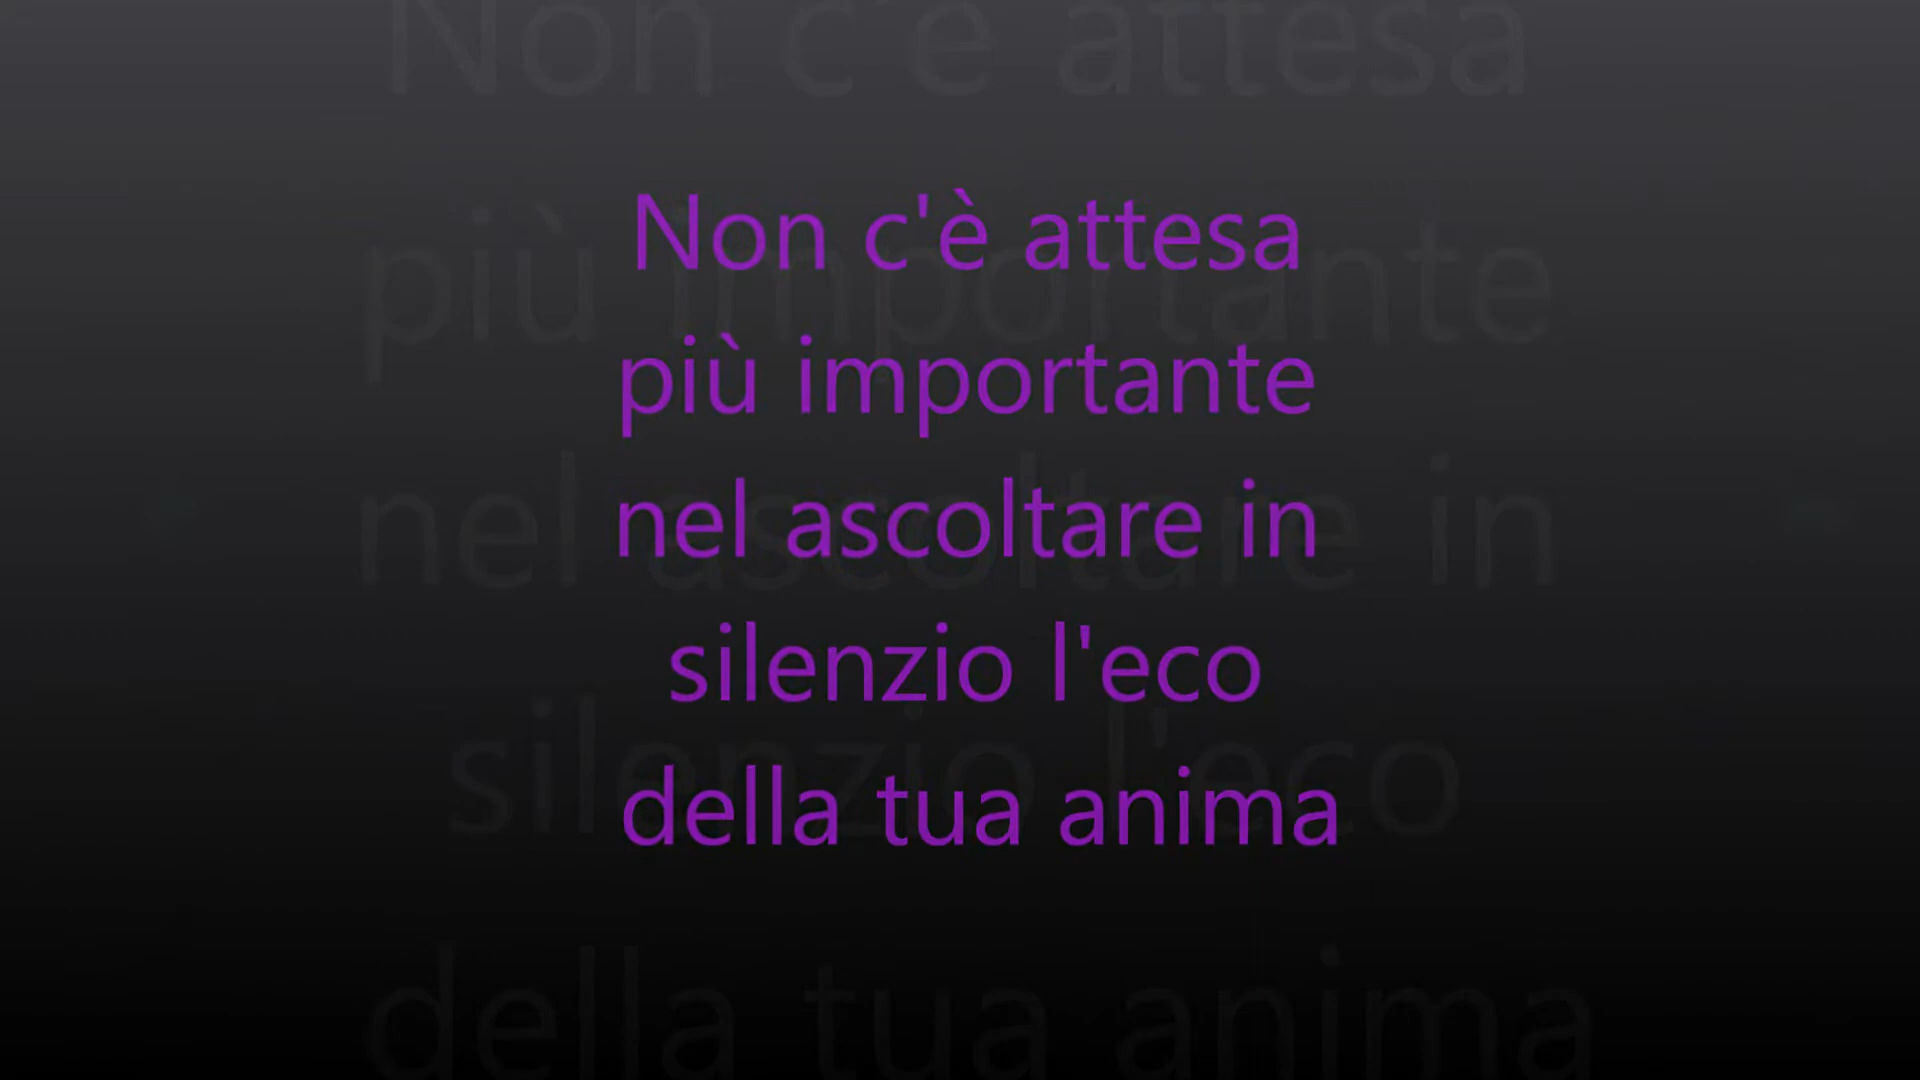 Non c'è attesa
più importante
nel ascoltare in
silenzio l'eco
della tua anima